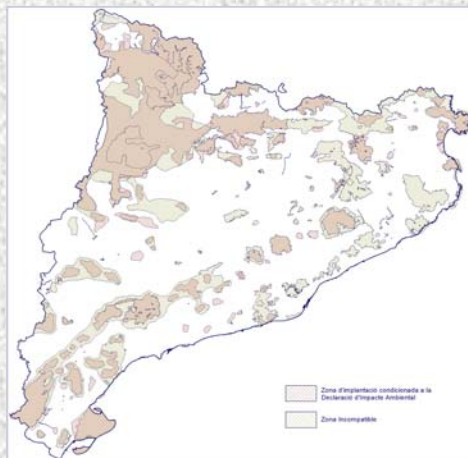 Zona d'implantació condicionada a la
Declaració d'Impacte Ambiental
Zona Incompatible